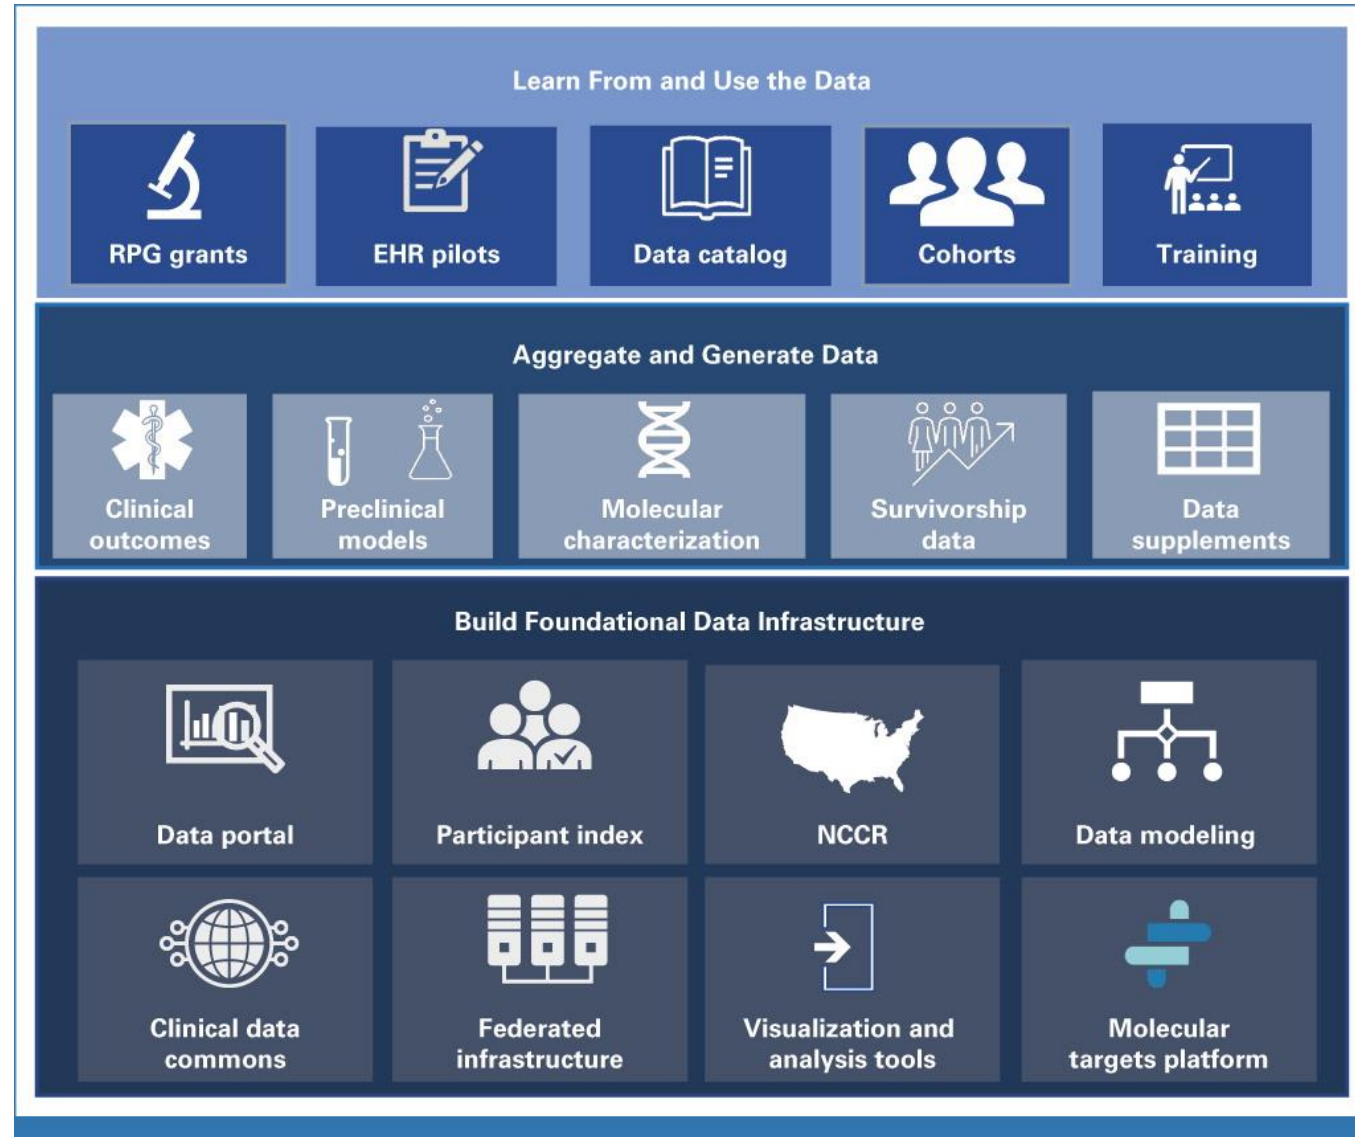 Learn From and Use the Data
RPG grants
EHR pilots
Data catalog
Cohorts
Training
Aggregate and Generate Data
Clinical
outcomes
Preclinical
models
Molecular
characterization
Survivorship
data
Data
supplements
Build Foundational Data Infrastructure
Data portal
Participant index
NCCR
Data modeling
Clinical data
commons
Federated
infrastructure
Visualization and
analysis tools
Molecular
targets platform